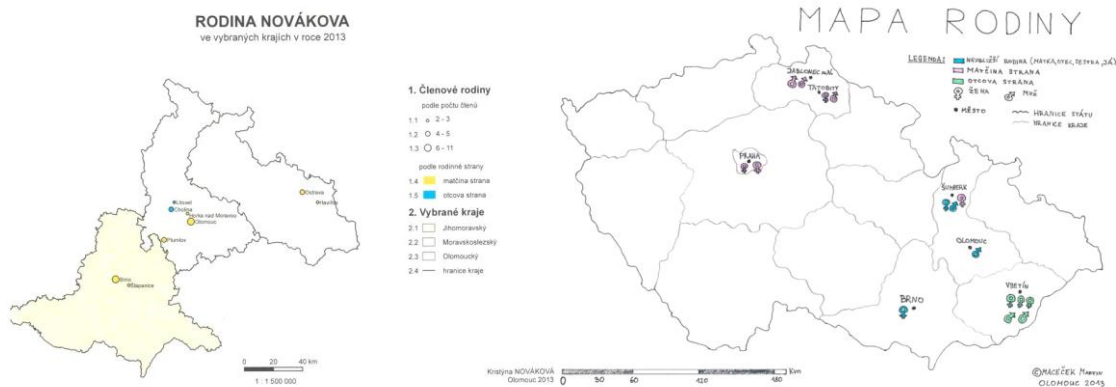 RODINA NOVÁKOVA
ve vybraných krajích v roce 2013
1. Členové rodiny
podle počtu členů
1.1 2 - 3
1.2 4 - 5
1.3 6 - 11
podle rodinné strany
1.4 matčina strana
1.5 otcova strana
2. Vybrané kraje
2.1 Jihomoravský
2.2 Moravskoslezský
2.3 Olomoucký
2.4 hranice kraje
Ostrava
Havířov
Litovel
Cholina
Horka nad Moravou
Olomouc
Plumlov
Brno
Šlapanice
0 20 40 km
1 : 1 500 000
Kristýna NOVÁKOVÁ
Olomouc 2013
MAPA RODINY
LEGENDA:
NEJBLIŽŠÍ RODINA (MATKA, OTEC, SESTRA, JÁ)
MATČINA STRANA
OTCOVA STRANA
ŽENA MUŽ
MĚSTO
HRANICE STÁTU
HRANICE KRAJE
JABLONEC N.N.
TATOBITY
PRAHA
ŠUMPERK
OLOMOUC
VSETÍN
BRNO
0 30 60 120 180 Km
©MACEČEK MARTIN
OLOMOUC 2013